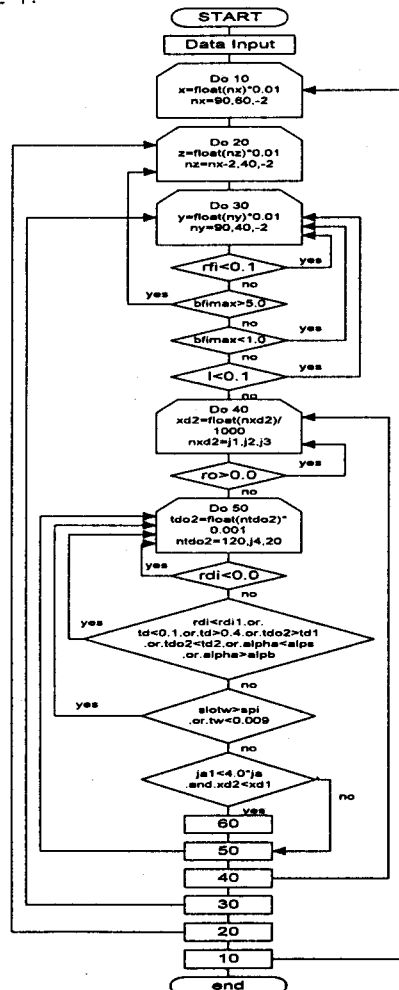 START
Data Input
Do 10
x=float(nx)*0.01
nx=90,60,-2
Do 20
z=float(nz)*0.01
nz=nx-2,40,-2
Do 30
y=float(ny)*0.01
ny=90,40,-2
rfi<0.1
yes
no
yes
bfimax>5.0
no
bfimax<1.0
yes
no
l<0.1
yes
no
Do 40
xd2=float(nxd2)/
1000
nxd2=j1,j2,j3
ro>0.0
yes
no
Do 50
tdo2=float(ntdo2)*
0.001
ntdo2=120,j4,20
yes
rdi<0.0
no
rdi<rdi1.or.
td<0.1.or.td>0.4.or.tdo2>td1
.or.tdo2<td2.or.alpha<alps
.or.alpha>alpb
yes
no
slotw>spi
.or.tw<0.009
yes
no
ja1<4.0*ja
.and.xd2<xd1
no
yes
60
50
40
30
20
10
end